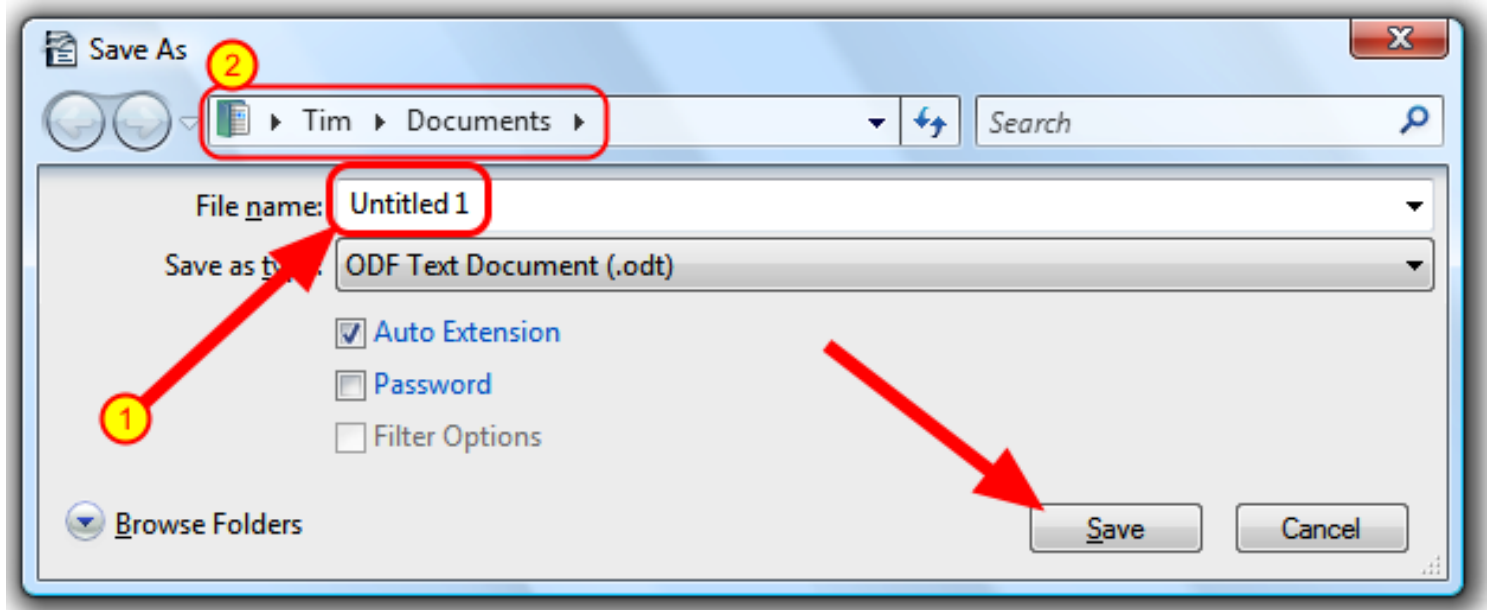 Save As
2
Tim Documents Search
File name: Untitled 1
Save as type: ODF Text Document (.odt)
Auto Extension
Password
1
Filter Options
Browse Folders Save Cancel